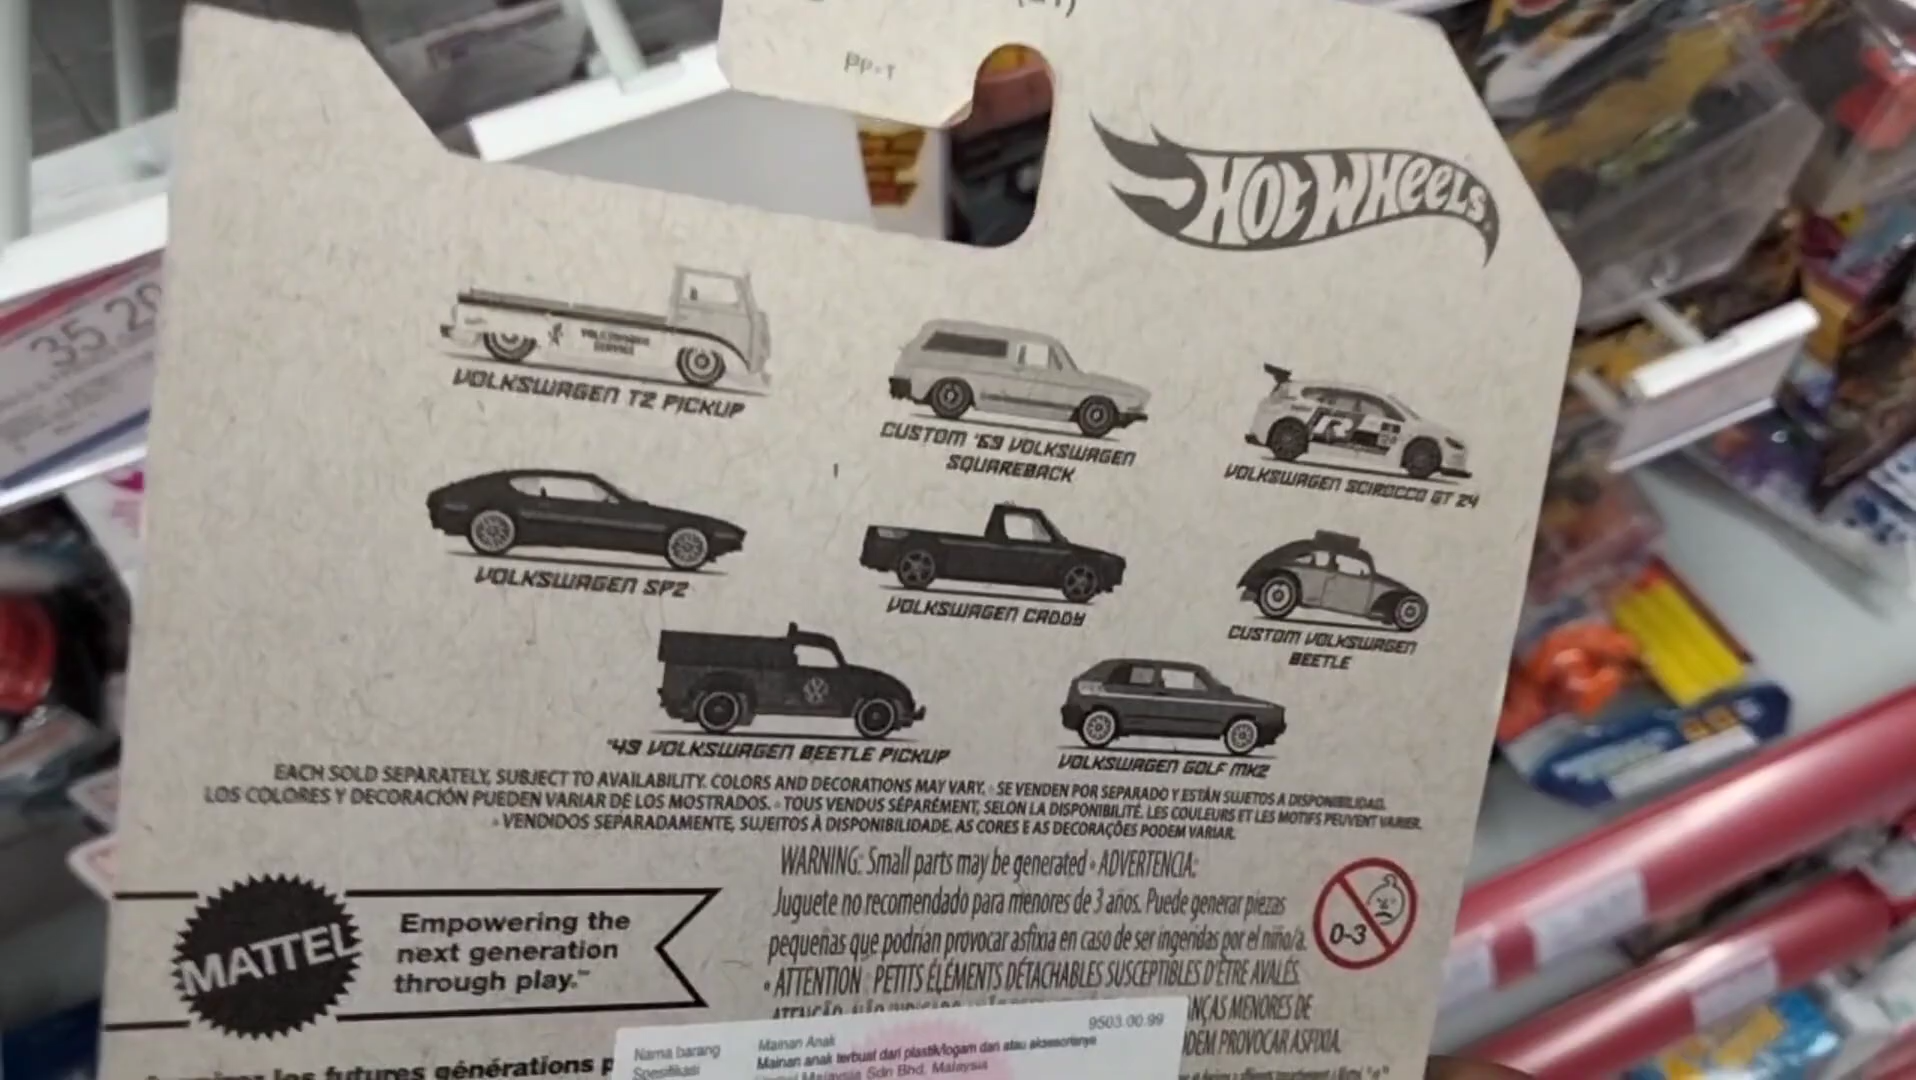 PP-T
HOT WHEELS
35.20
VOLKSWAGEN SERVICE
VOLKSWAGEN T2 PICKUP
CUSTOM '69 VOLKSWAGEN
SQUAREBACK
VOLKSWAGEN SCIROCCO GT 24
VOLKSWAGEN SP2
VOLKSWAGEN CADDY
CUSTOM VOLKSWAGEN
BEETLE
'49 VOLKSWAGEN BEETLE PICKUP
VOLKSWAGEN GOLF MK2
EACH SOLD SEPARATELY, SUBJECT TO AVAILABILITY. COLORS AND DECORATIONS MAY VARY. • SE VENDEN POR SEPARADO Y ESTÁN SUJETOS A DISPONIBILIDAD.
LOS COLORES Y DECORACIÓN PUEDEN VARIAR DE LOS MOSTRADOS. • TOUS VENDUS SÉPARÉMENT, SELON LA DISPONIBILITÉ. LES COULEURS ET LES MOTIFS PEUVENT VARIER.
• VENDIDOS SEPARADAMENTE, SUJEITOS À DISPONIBILIDADE. AS CORES E AS DECORAÇÕES PODEM VARIAR.
MATTEL
Empowering the
next generation
through play.™
WARNING: Small parts may be generated • ADVERTENCIA:
Juguete no recomendado para menores de 3 años. Puede generar piezas
pequeñas que podrían provocar asfixia en caso de ser ingeridas por el niño/a.
• ATTENTION : PETITS ÉLÉMENTS DÉTACHABLES SUSCEPTIBLES D'ÊTRE AVALÉS.
0-3
MENORES DE
PROVOCAR ASFIXIA.
les futures générations
9503.00.99
Nama barang Mainan Anak
Spesifikasi Mainan anak terbuat dari plastik/logam dan atau aksesorisnya
Malaysia Sdn Bhd, Malaysia